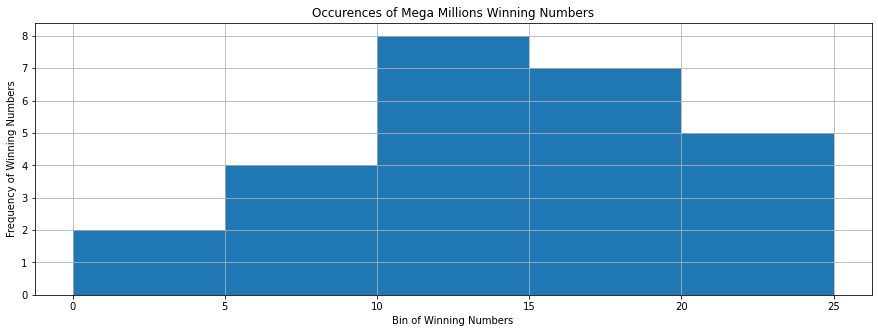 Occurences of Mega Millions Winning Numbers
8
7
6
5
4
3
2
1
0
Frequency of Winning Numbers
0 5 10 15 20 25
Bin of Winning Numbers